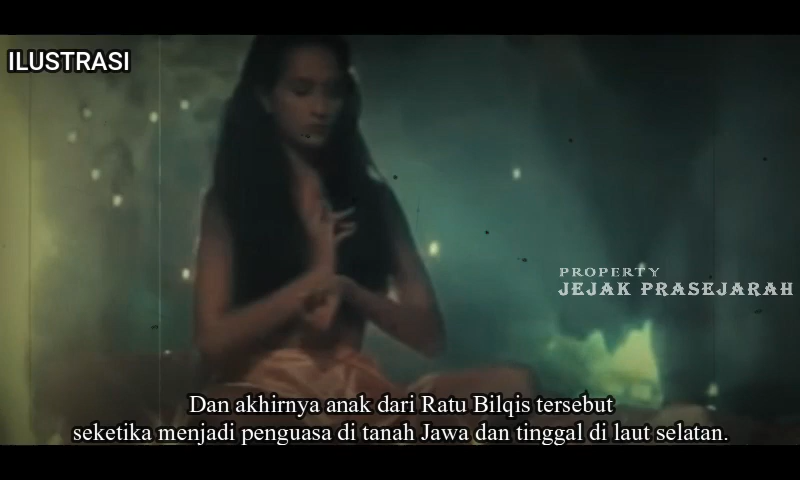 ILUSTRASI
PROPERTY
JEJAK PRASEJARAH
Dan akhirnya anak dari Ratu Bilqis tersebut
seketika menjadi penguasa di tanah Jawa dan tinggal di laut selatan.